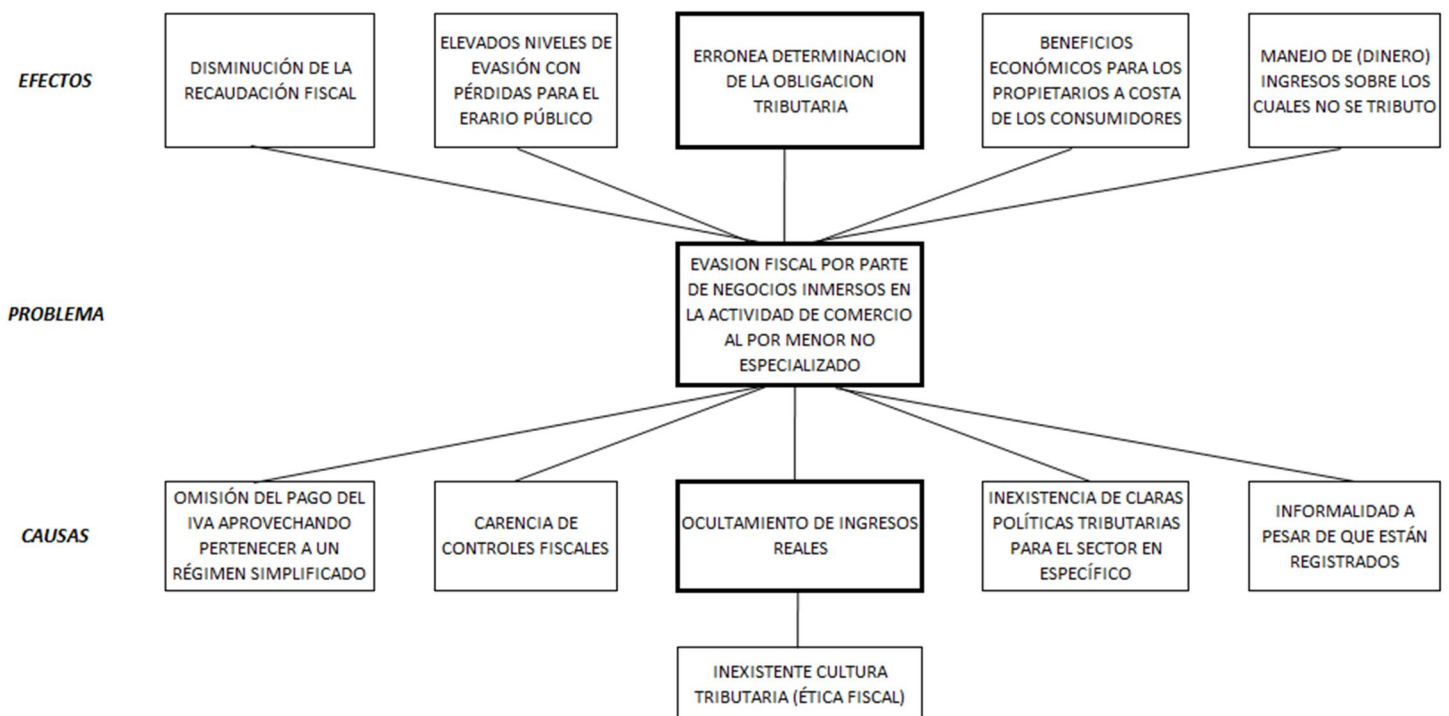 EFECTOS
DISMINUCIÓN DE LA
RECAUDACIÓN FISCAL
ELEVADOS NIVELES DE
EVASIÓN CON
PÉRDIDAS PARA EL
ERARIO PÚBLICO
ERRONEA DETERMINACION
DE LA OBLIGACION
TRIBUTARIA
BENEFICIOS
ECONÓMICOS PARA LOS
PROPIETARIOS A COSTA
DE LOS CONSUMIDORES
MANEJO DE (DINERO)
INGRESOS SOBRE LOS
CUALES NO SE TRIBUTO
PROBLEMA
EVASION FISCAL POR PARTE
DE NEGOCIOS INMERSOS EN
LA ACTIVIDAD DE COMERCIO
AL POR MENOR NO
ESPECIALIZADO
CAUSAS
OMISIÓN DEL PAGO DEL
IVA APROVECHANDO
PERTENECER A UN
RÉGIMEN SIMPLIFICADO
CARENCIA DE
CONTROLES FISCALES
OCULTAMIENTO DE INGRESOS
REALES
INEXISTENCIA DE CLARAS
POLÍTICAS TRIBUTARIAS
PARA EL SECTOR EN
ESPECÍFICO
INFORMALIDAD A
PESAR DE QUE ESTÁN
REGISTRADOS
INEXISTENTE CULTURA
TRIBUTARIA (ÉTICA FISCAL)